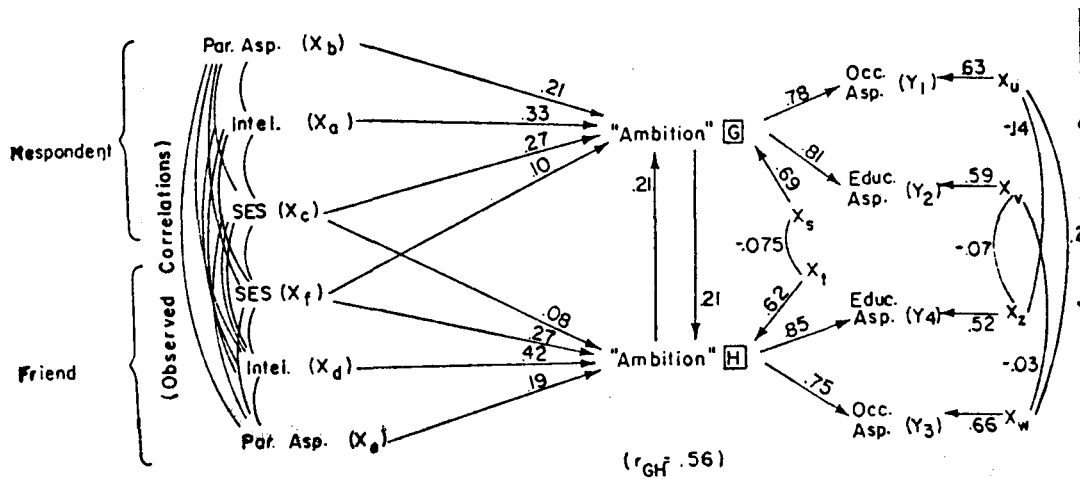 Par. Asp. (Xb)
Intel. (Xa)
SES (Xc)
SES (Xf)
Intel. (Xd)
Par. Asp. (Xe)
Respondent
Friend
(Observed Correlations)
.21
.33
.27
.10
.08
.27
.42
.19
"Ambition" G
.21
.21
"Ambition" H
(rGH = .56)
.69
Xs
-.075
Xt
.62
.78
.81
.85
.75
Occ.
Asp. (Y1)
.63
Xu
Educ.
Asp. (Y2)
.59
Xv
Educ.
Asp. (Y4)
.52
Xz
Occ.
Asp. (Y3)
.66
Xw
-.14
-.07
-.03